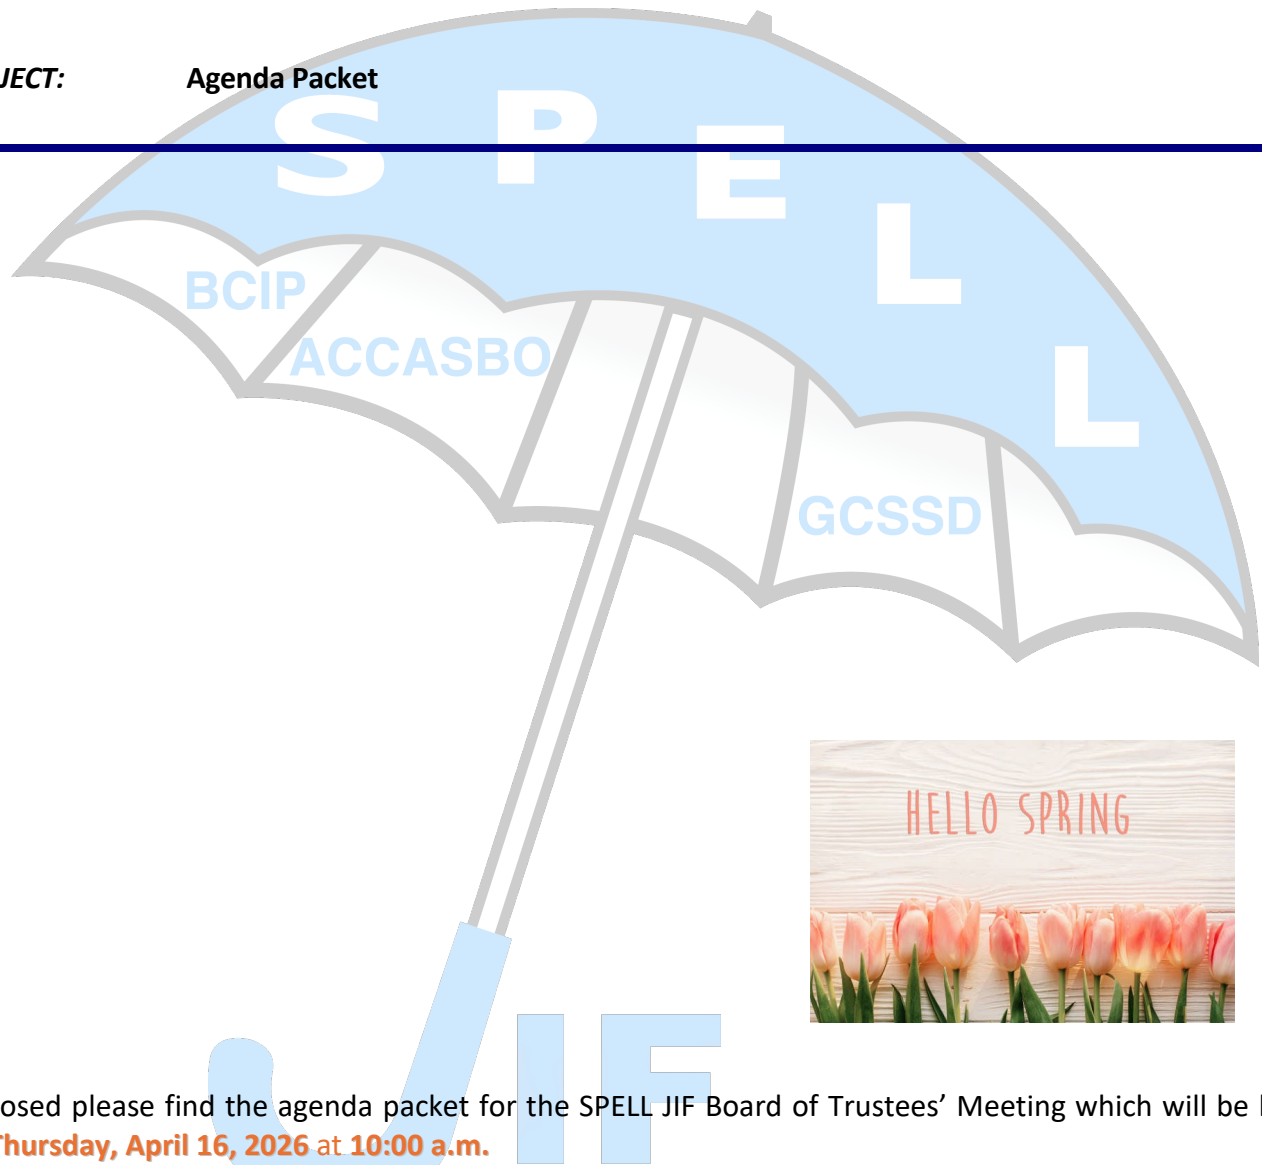 JECT: Agenda Packet
S P E L L
BCIP
ACCASBO
GCSSD
HELLO SPRING
JIF
osed please find the agenda packet for the SPELL JIF Board of Trustees’ Meeting which will be
Thursday, April 16, 2026 at 10:00 a.m.